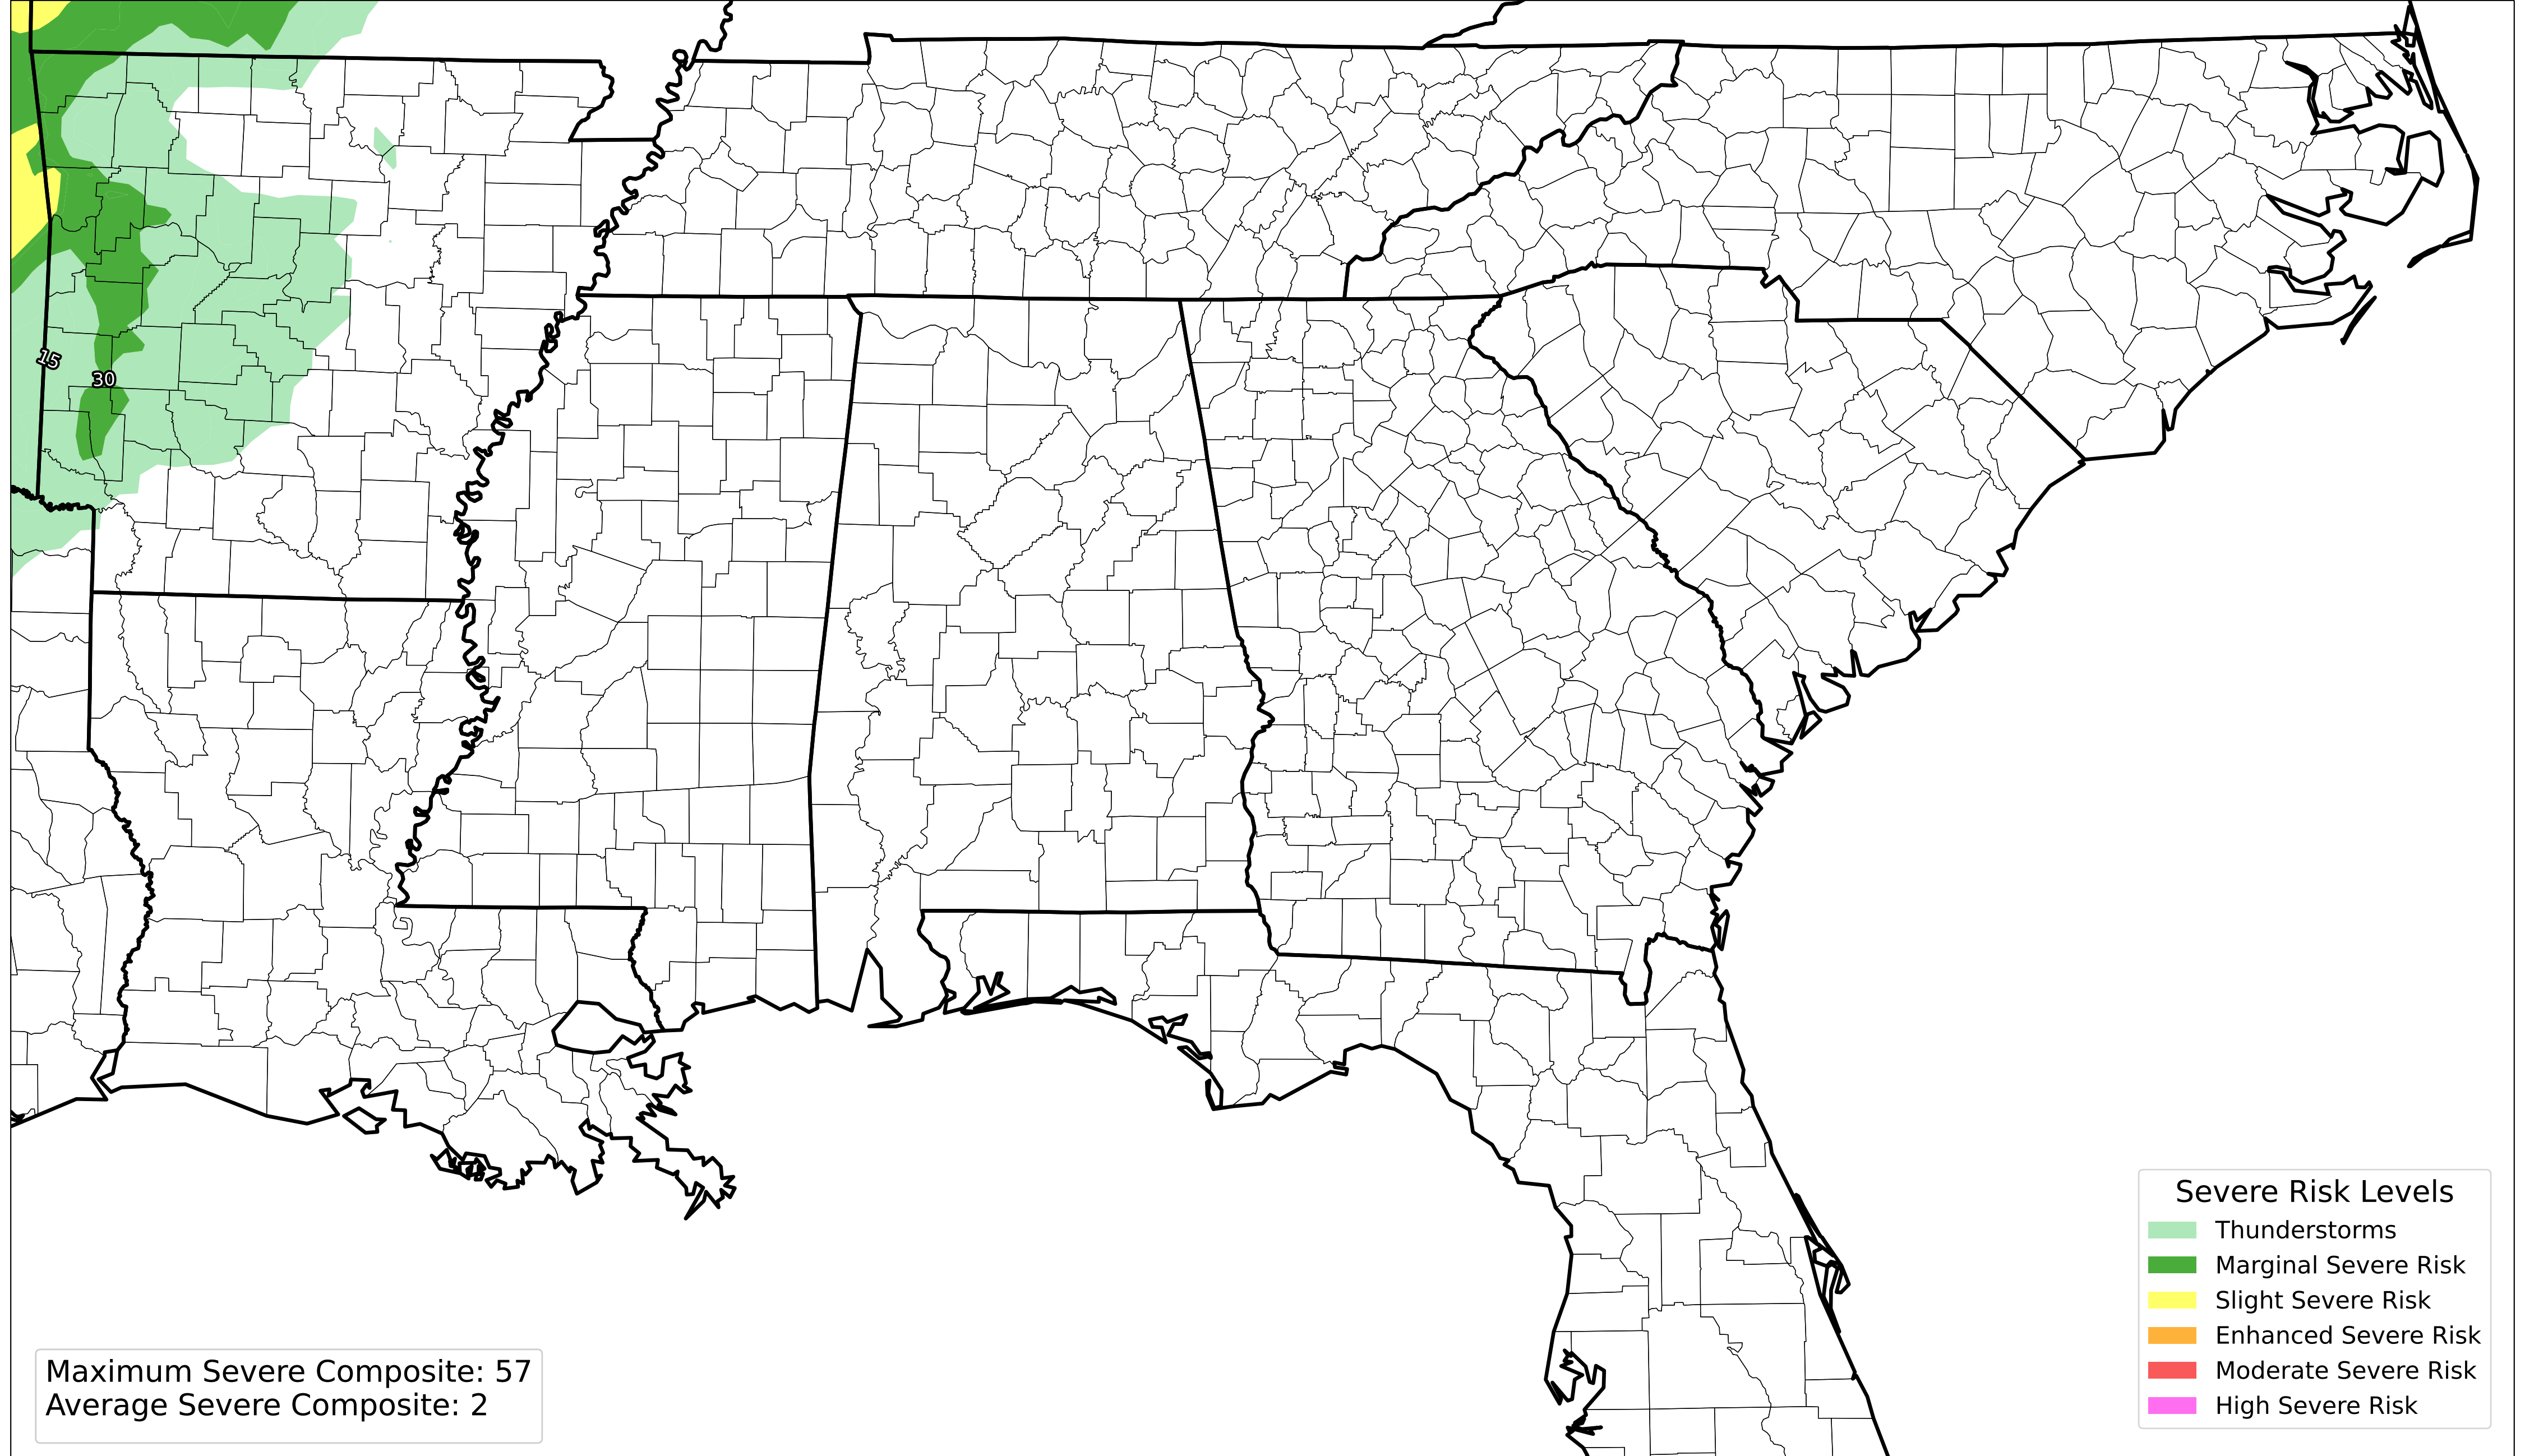 15
30
Severe Risk Levels
Thunderstorms
Marginal Severe Risk
Slight Severe Risk
Enhanced Severe Risk
Moderate Severe Risk
High Severe Risk
Maximum Severe Composite: 57
Average Severe Composite: 2